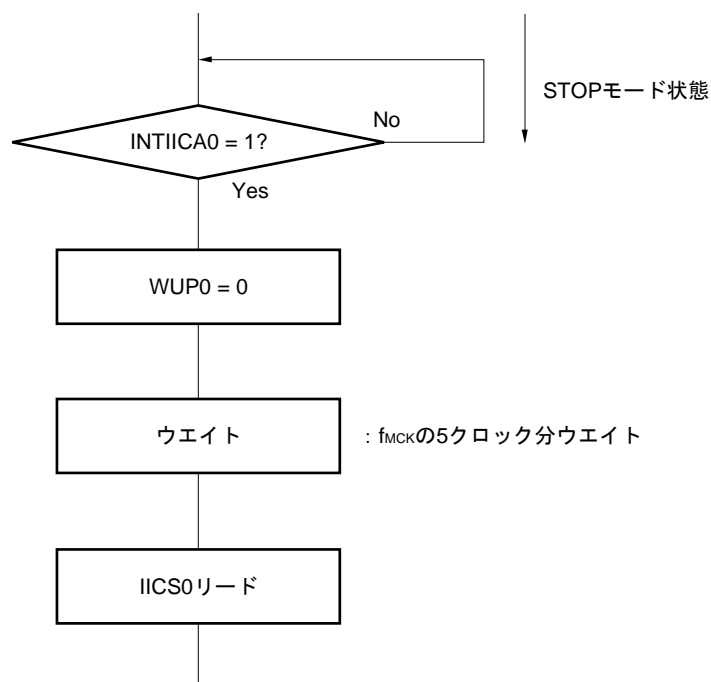 STOPモード状態
No
INTIICA0 = 1?
Yes
WUP0 = 0
ウエイト
: fMCKの5クロック分ウエイト
IICS0リード